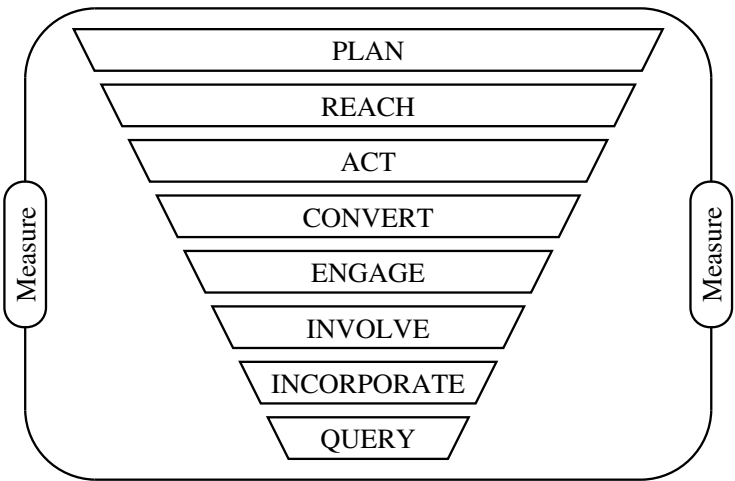 PLAN
REACH
ACT
CONVERT
ENGAGE
INVOLVE
INCORPORATE
QUERY
Measure
Measure